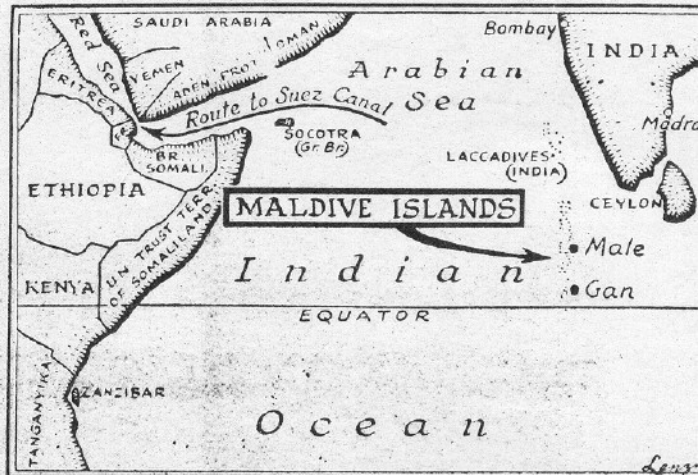 SAUDI ARABIA
Red Sea
YEMEN
ADEN PROT.
OMAN
ERITREA
Route to Suez Canal
Arabian
Sea
Bombay
INDIA
SOCOTRA
(Gr. Br.)
BR.
SOMALI.
ETHIOPIA
LACCADIVES
(INDIA)
Madra
CEYLON
MALDIVE ISLANDS
UN TRUST TERR.
OF SOMALILAND
KENYA
Indian
Male
Gan
EQUATOR
TANGANYIKA
ZANZIBAR
Ocean